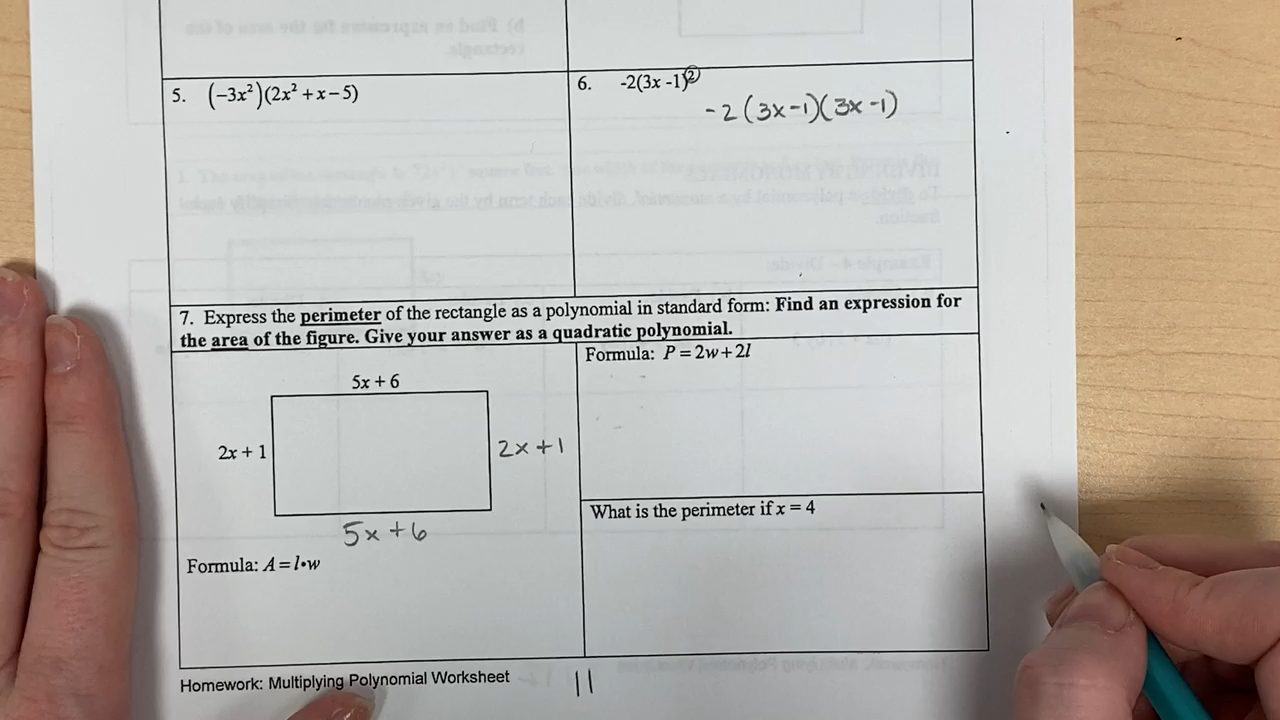 5. (−3x²)(2x² + x − 5)
6. -2(3x -1)²
-2(3x-1)(3x-1)
7. Express the perimeter of the rectangle as a polynomial in standard form: Find an expression for
the area of the figure. Give your answer as a quadratic polynomial.
5x + 6
2x + 1
2x +1
5x +6
Formula: A = l•w
Formula: P = 2w + 2l
What is the perimeter if x = 4
Homework: Multiplying Polynomial Worksheet
11